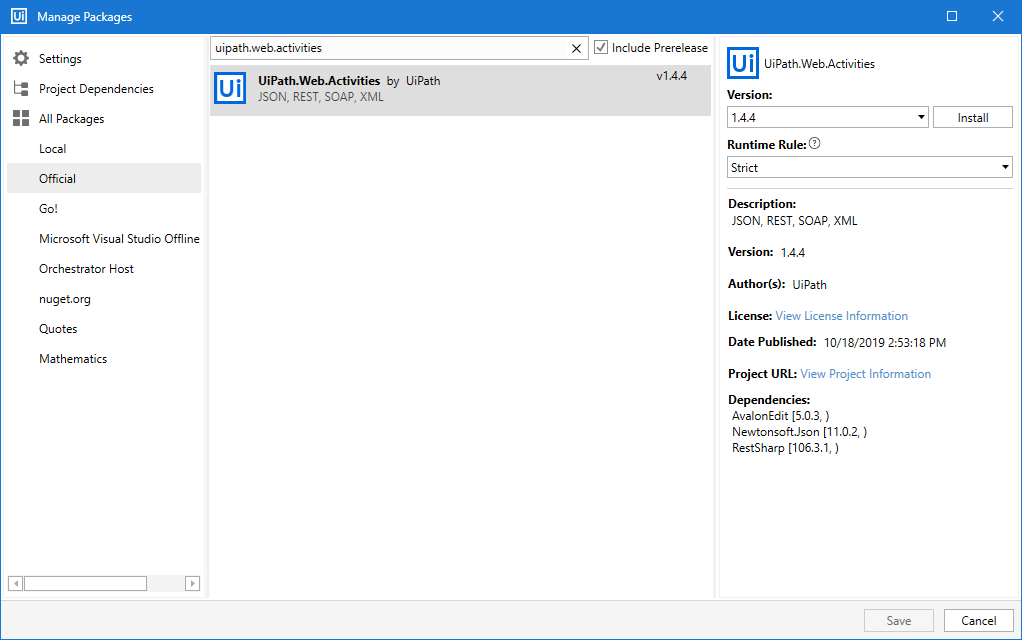 Ui Manage Packages
Settings
Project Dependencies
All Packages
Local
Official
Go!
Microsoft Visual Studio Offline
Orchestrator Host
nuget.org
Quotes
Mathematics
uipath.web.activities
Include Prerelease
Ui
UiPath.Web.Activities by UiPath v1.4.4
JSON, REST, SOAP, XML
Ui UiPath.Web.Activities
Version:
1.4.4 Install
Runtime Rule: ?
Strict
Description:
JSON, REST, SOAP, XML
Version: 1.4.4
Author(s): UiPath
License: View License Information
Date Published: 10/18/2019 2:53:18 PM
Project URL: View Project Information
Dependencies:
AvalonEdit [5.0.3, )
Newtonsoft.Json [11.0.2, )
RestSharp [106.3.1, )
Save Cancel